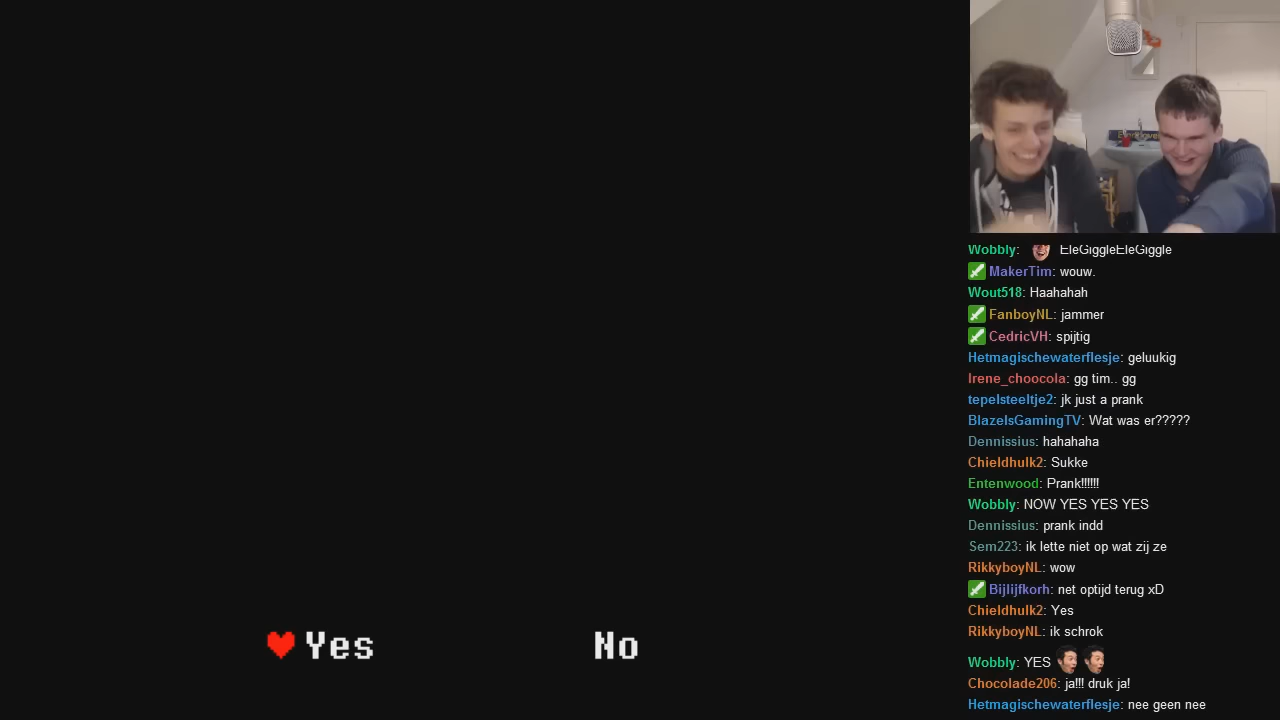 Wobbly: EleGiggleEleGiggle
MakerTim: wouw.
Wout518: Haahahah
FanboyNL: jammer
CedricVH: spijtig
Hetmagischewaterflesje: geluukig
Irene_choocola: gg tim.. gg
tepelsteeltje2: jk just a prank
BlazelsGamingTV: Wat was er?????
Dennissius: hahahaha
Chieldhulk2: Sukke
Entenwood: Prank!!!!!!
Wobbly: NOW YES YES YES
Dennissius: prank indd
Sem223: ik lette niet op wat zij ze
RikkyboyNL: wow
Bijlijfkorh: net optijd terug xD
Chieldhulk2: Yes
RikkyboyNL: ik schrok
Wobbly: YES
Chocolade206: ja!!! druk ja!
Hetmagischewaterflesje: nee geen nee
Yes No